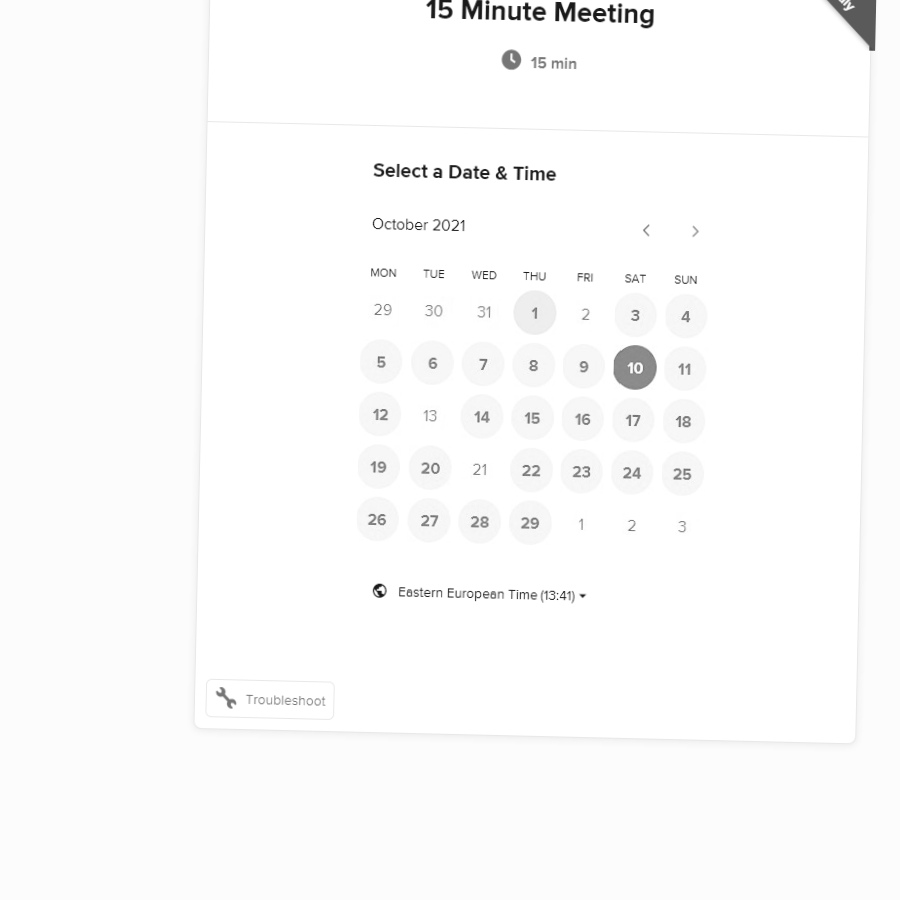 15 Minute Meeting
15 min
Select a Date & Time
October 2021
MON TUE WED THU FRI SAT SUN
29 30 31 1 2 3 4
5 6 7 8 9 10 11
12 13 14 15 16 17 18
19 20 21 22 23 24 25
26 27 28 29 1 2 3
Eastern European Time (13:41)
Troubleshoot